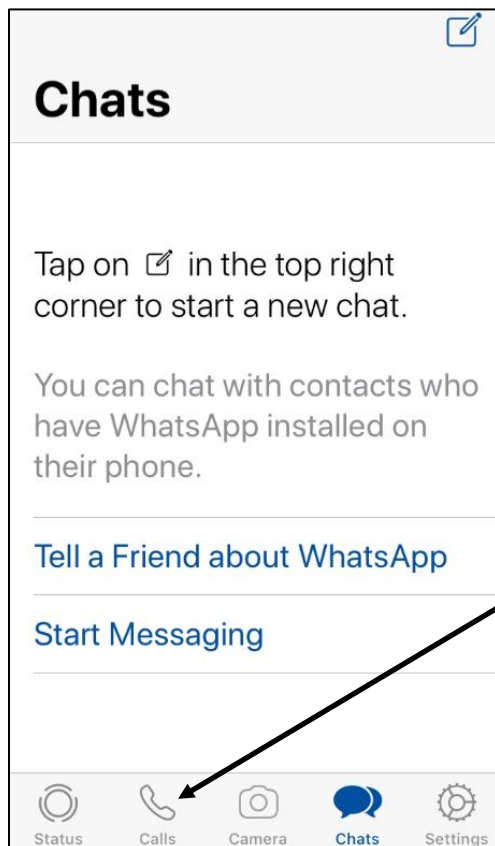 Chats
Tap on in the top right
corner to start a new chat.
You can chat with contacts who
have WhatsApp installed on
their phone.
Tell a Friend about WhatsApp
Start Messaging
Status Calls Camera Chats Settings